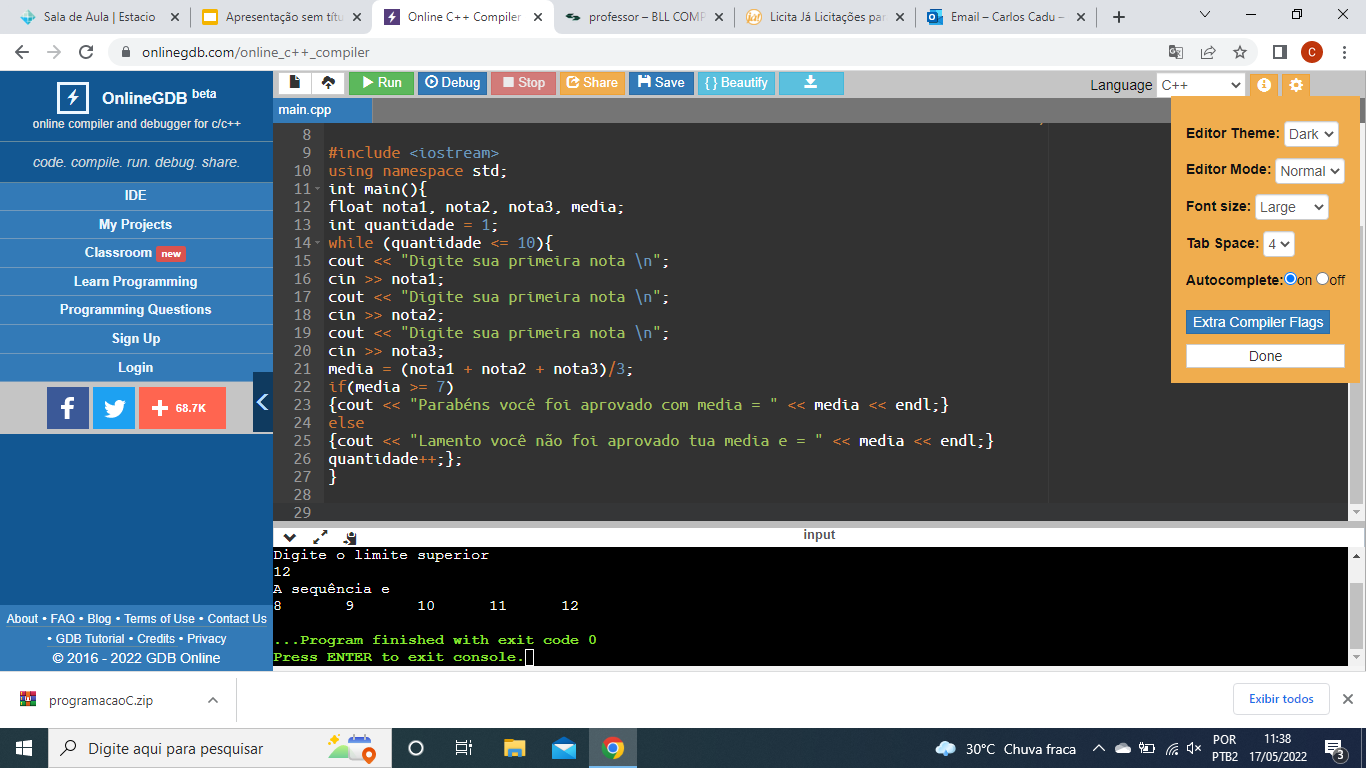 Sala de Aula | Estacio
Apresentação sem títu
Online C++ Compiler
professor – BLL COMP
Licita Já Licitações par
Email – Carlos Cadu –
onlinegdb.com/online_c++_compiler
C
OnlineGDB beta
online compiler and debugger for c/c++
code. compile. run. debug. share.
IDE
My Projects
Classroom new
Learn Programming
Programming Questions
Sign Up
Login
68.7K
About • FAQ • Blog • Terms of Use • Contact Us
• GDB Tutorial • Credits • Privacy
© 2016 - 2022 GDB Online
Run
Debug
Stop
Share
Save
{ } Beautify
Language C++
main.cpp
8
9 #include <iostream>
10 using namespace std;
11 int main(){
12 float nota1, nota2, nota3, media;
13 int quantidade = 1;
14 while (quantidade <= 10){
15 cout << "Digite sua primeira nota \n";
16 cin >> nota1;
17 cout << "Digite sua primeira nota \n";
18 cin >> nota2;
19 cout << "Digite sua primeira nota \n";
20 cin >> nota3;
21 media = (nota1 + nota2 + nota3)/3;
22 if(media >= 7)
23 {cout << "Parabéns você foi aprovado com media = " << media << endl;}
24 else
25 {cout << "Lamento você não foi aprovado tua media e = " << media << endl;}
26 quantidade++;};
27 }
28
29
Editor Theme: Dark
Editor Mode: Normal
Font size: Large
Tab Space: 4
Autocomplete: on off
Extra Compiler Flags
Done
input
Digite o limite superior
12
A sequência e
8 9 10 11 12
...Program finished with exit code 0
Press ENTER to exit console.
programacaoC.zip
Exibir todos
Digite aqui para pesquisar
30°C Chuva fraca
POR
PTB2
11:38
17/05/2022
3